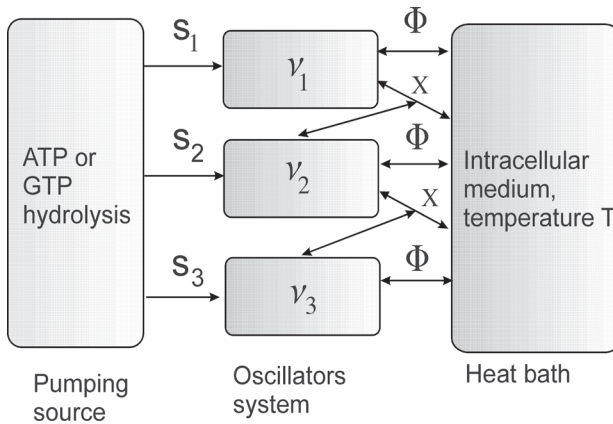 S1
ν1
Φ
X
ATP or
GTP
hydrolysis
S2
ν2
Φ
Intracellular
medium,
temperature T
X
S3
ν3
Φ
Pumping
source
Oscillators
system
Heat bath